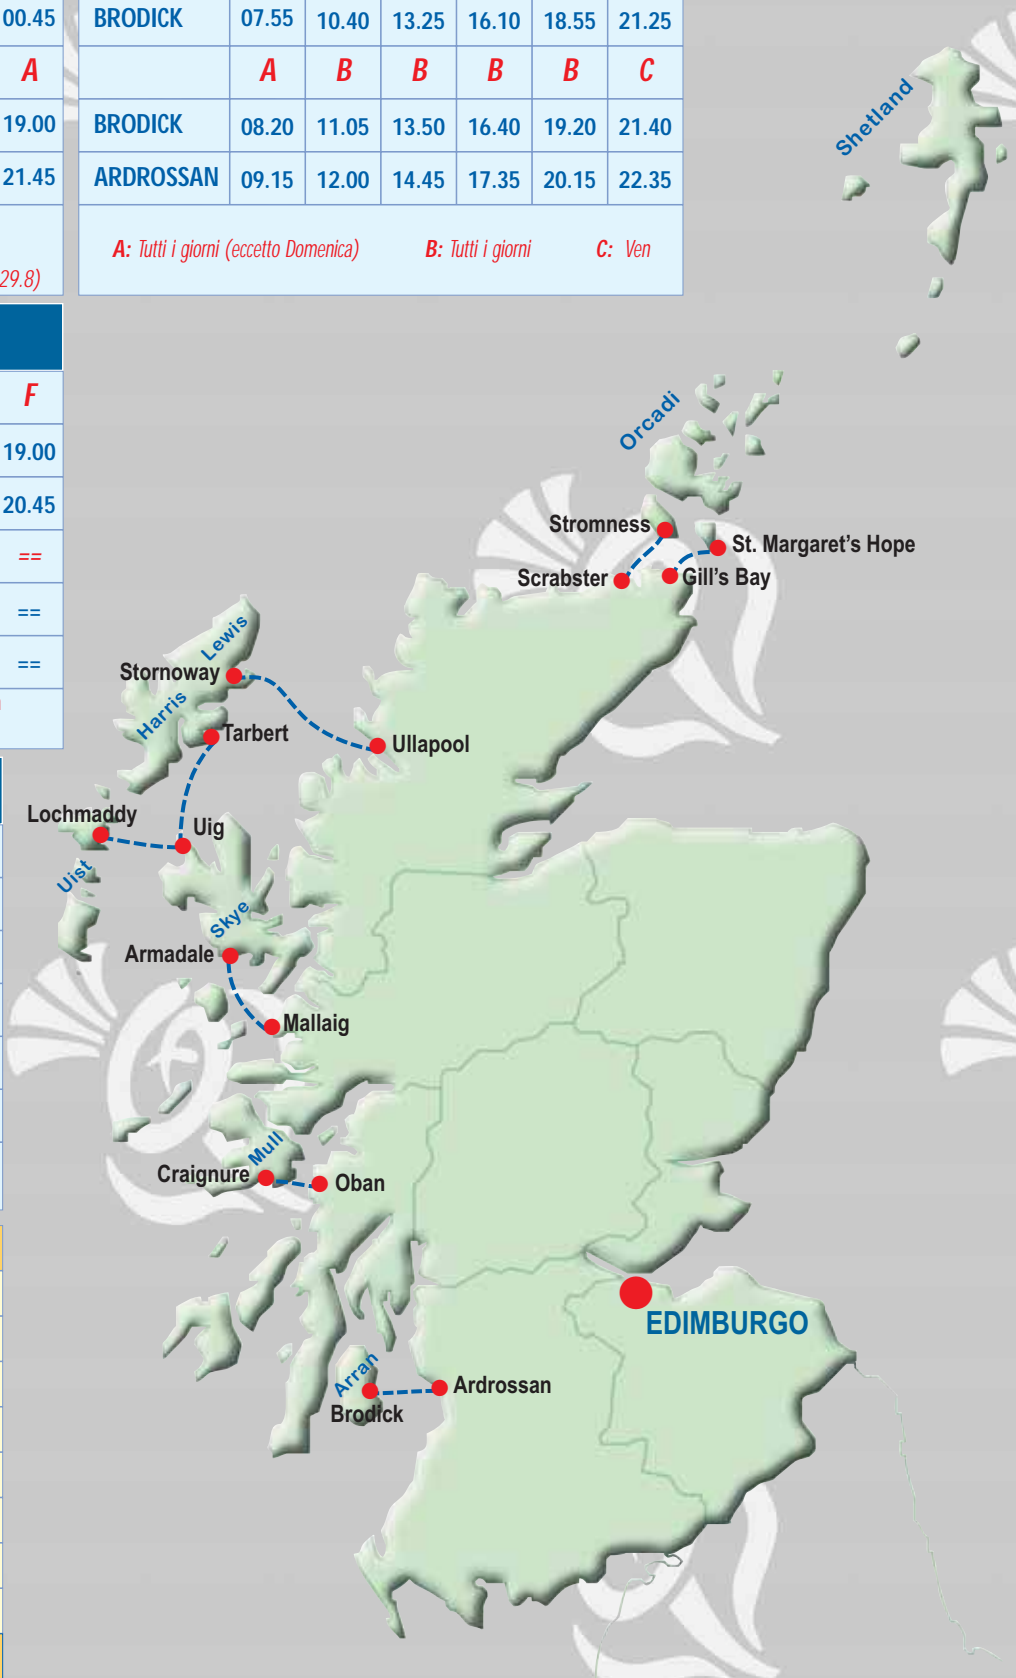 00.45
A
19.00
21.45
29.8)
BRODICK 07.55 10.40 13.25 16.10 18.55 21.25
A B B B B C
BRODICK 08.20 11.05 13.50 16.40 19.20 21.40
ARDROSSAN 09.15 12.00 14.45 17.35 20.15 22.35
A: Tutti i giorni (eccetto Domenica) B: Tutti i giorni C: Ven
F
19.00
20.45
==
==
==
Shetland
Orcadi
Stromness
St. Margaret's Hope
Scrabster
Gill's Bay
Lewis
Stornoway
Harris
Tarbert
Ullapool
Lochmaddy
Uig
Uist
Skye
Armadale
Mallaig
Mull
Craignure
Oban
EDIMBURGO
Arran
Ardrossan
Brodick